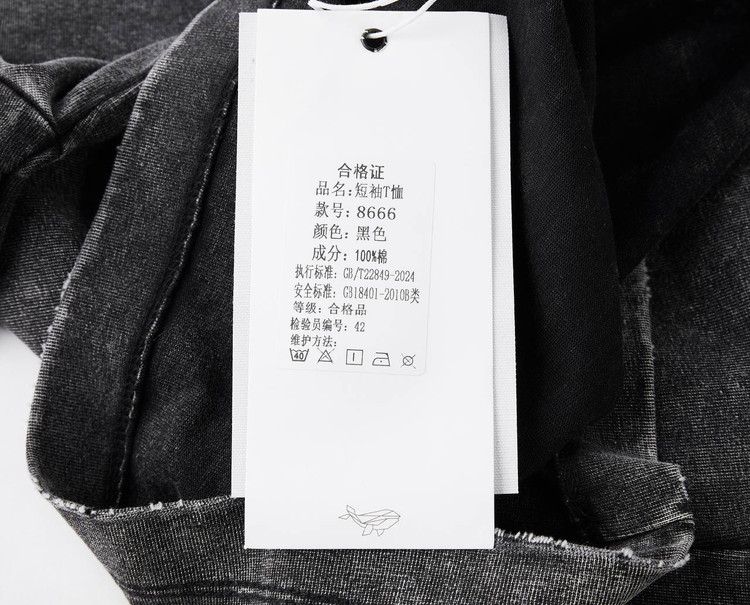 合格证
品名:短袖T恤
款号: 8666
颜色: 黑色
成分: 100%棉
执行标准: GB/T22849-2024
安全标准: GB18401-2010B类
等级: 合格品
检验员编号: 42
维护方法:
40